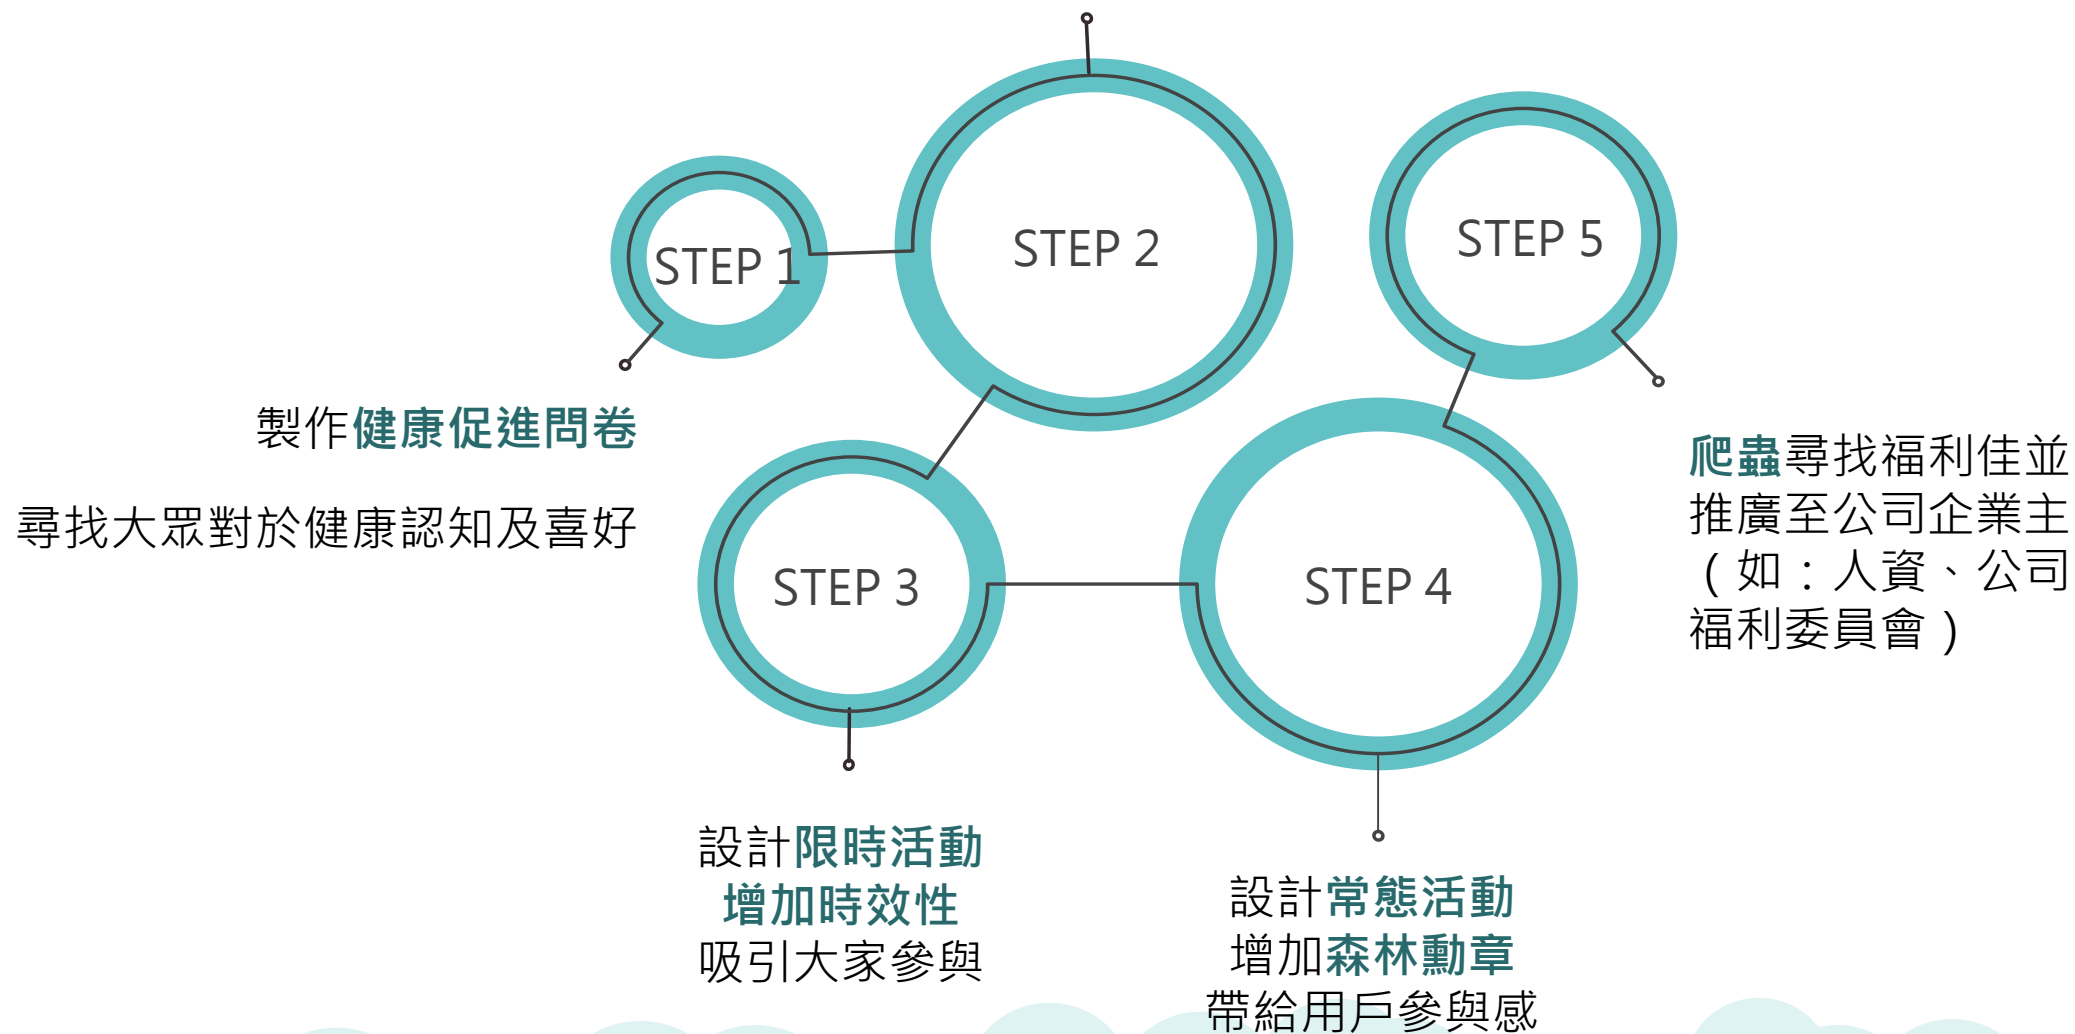 STEP 1
製作健康促進問卷
尋找大眾對於健康認知及喜好
STEP 2
STEP 3
設計限時活動
增加時效性
吸引大家參與
STEP 4
設計常態活動
增加森林勳章
帶給用戶參與感
STEP 5
爬蟲尋找福利佳並
推廣至公司企業主
（如：人資、公司
福利委員會）